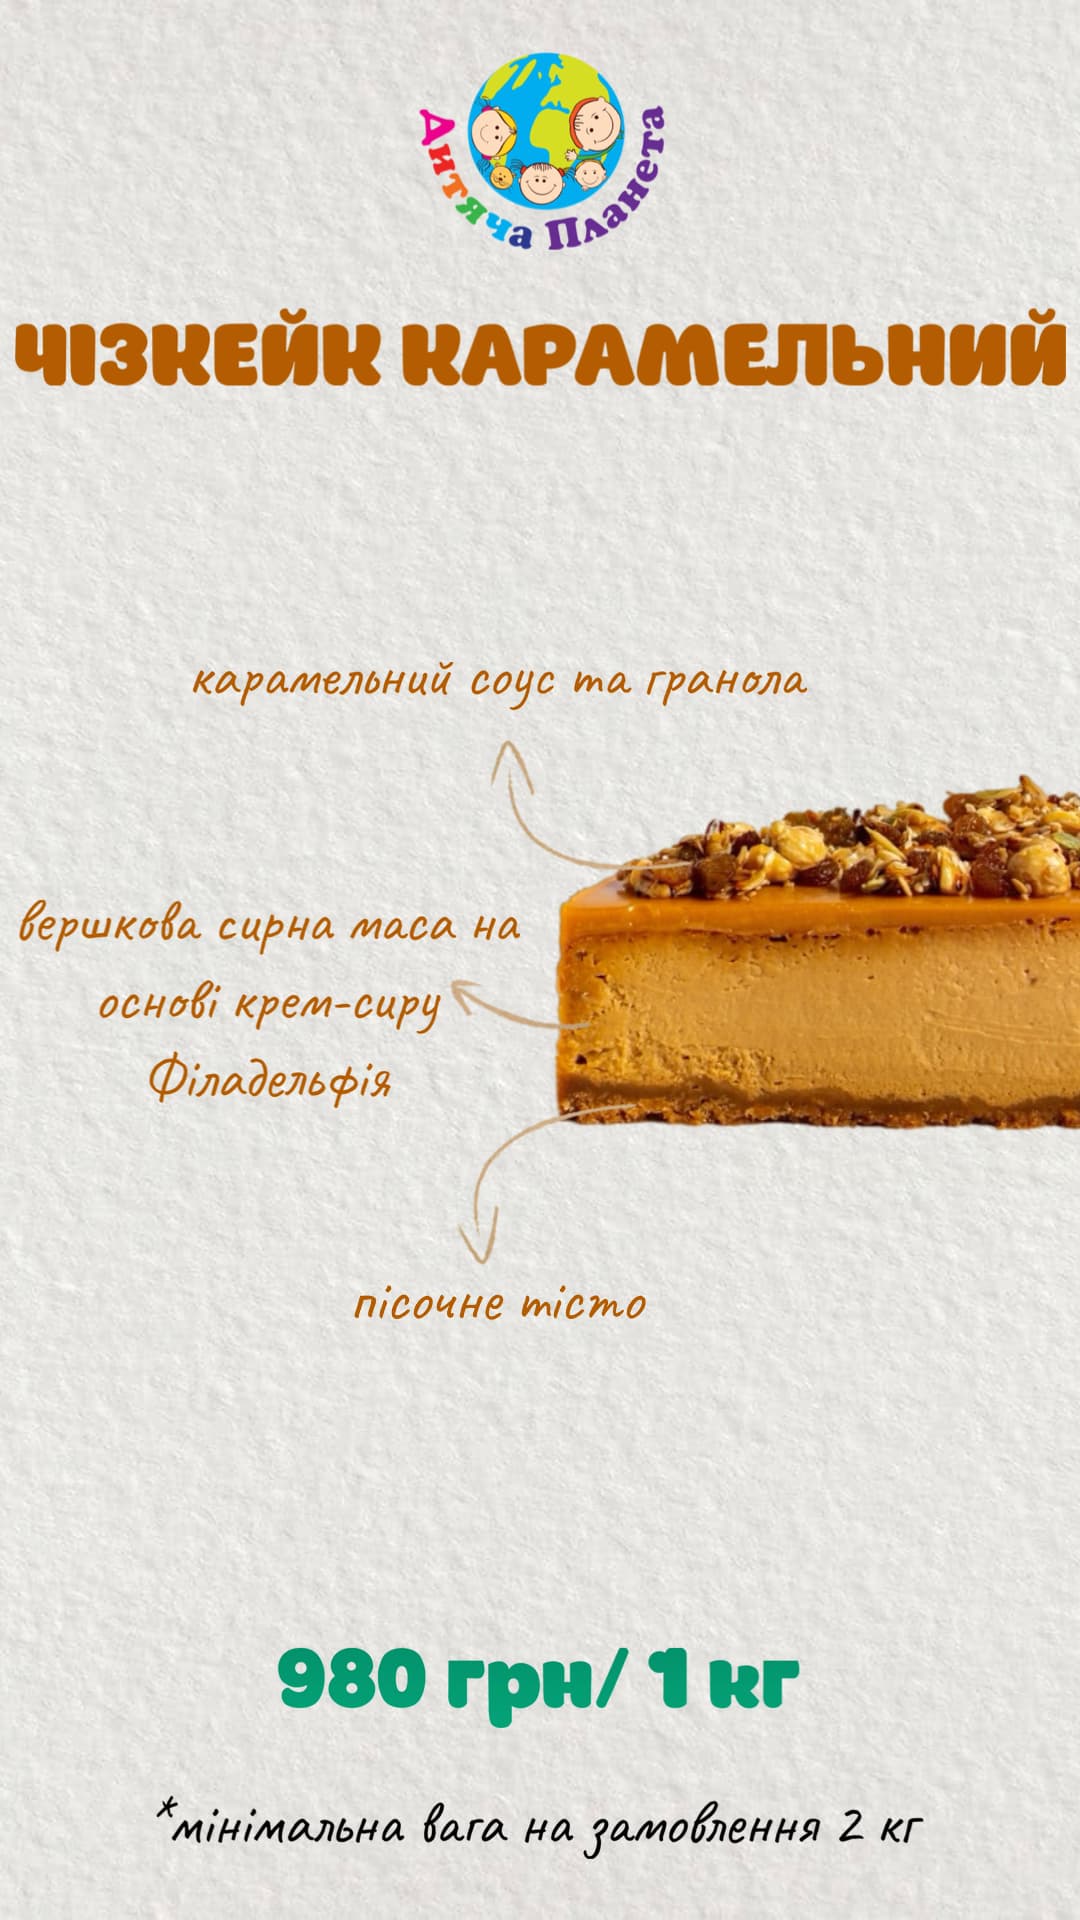 Дитяча Планета
ЧІЗКЕЙК КАРАМЕЛЬНИЙ
карамельний соус та гранола
вершкова сирна маса на
основі крем-сиру
Філадельфія
пісочне тісто
980 грн/ 1 кг
*мінімальна вага на замовлення 2 кг